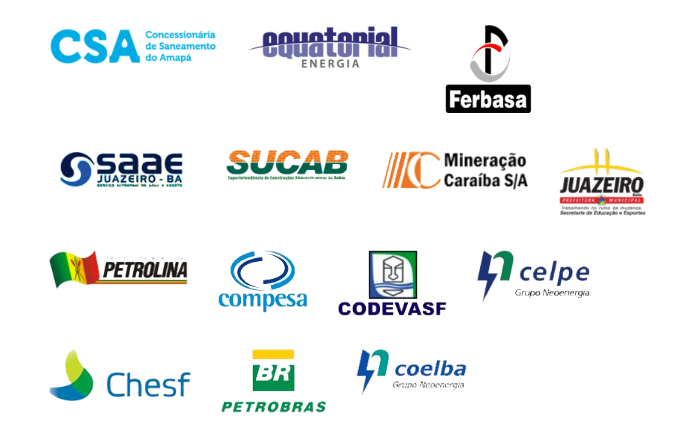 CSA
Concessionária
de Saneamento
do Amapá
equatorial
ENERGIA
Ferbasa
SAAE
JUAZEIRO - BA
SERVIÇO AUTÔNOMO DE ÁGUA E ESGOTO
SUCAB
Superintendência de Construções Administrativas da Bahia
Mineração
Caraíba S/A
JUAZEIRO
Bahia
PREFEITURA MUNICIPAL
Trabalhando no rumo da mudança
Secretaria de Educação e Esportes
PETROLINA
compesa
CODEVASF
celpe
Grupo Neoenergia
Chesf
BR
PETROBRAS
coelba
Grupo Neoenergia